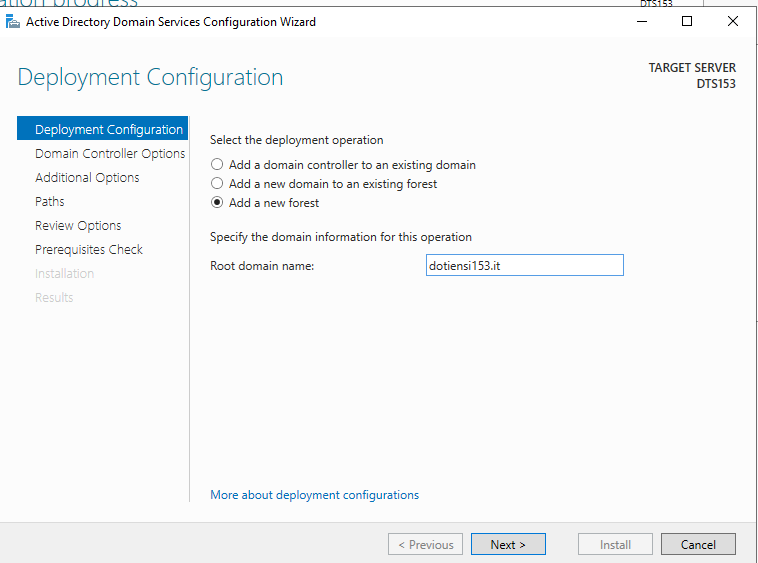 ation progress
DTS153
Active Directory Domain Services Configuration Wizard
Deployment Configuration
TARGET SERVER
DTS153
Deployment Configuration
Domain Controller Options
Additional Options
Paths
Review Options
Prerequisites Check
Installation
Results
Select the deployment operation
Add a domain controller to an existing domain
Add a new domain to an existing forest
Add a new forest
Specify the domain information for this operation
Root domain name: dotiensi153.it
More about deployment configurations
< Previous Next > Install Cancel